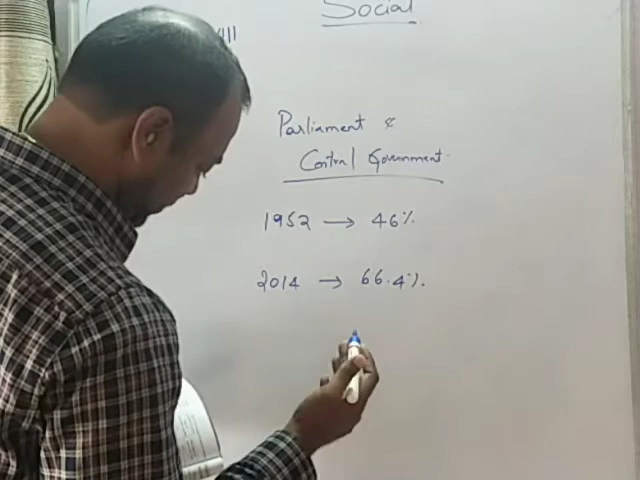 Social
Parliament &
Central Government
1952 → 46%
2014 → 66.4%.